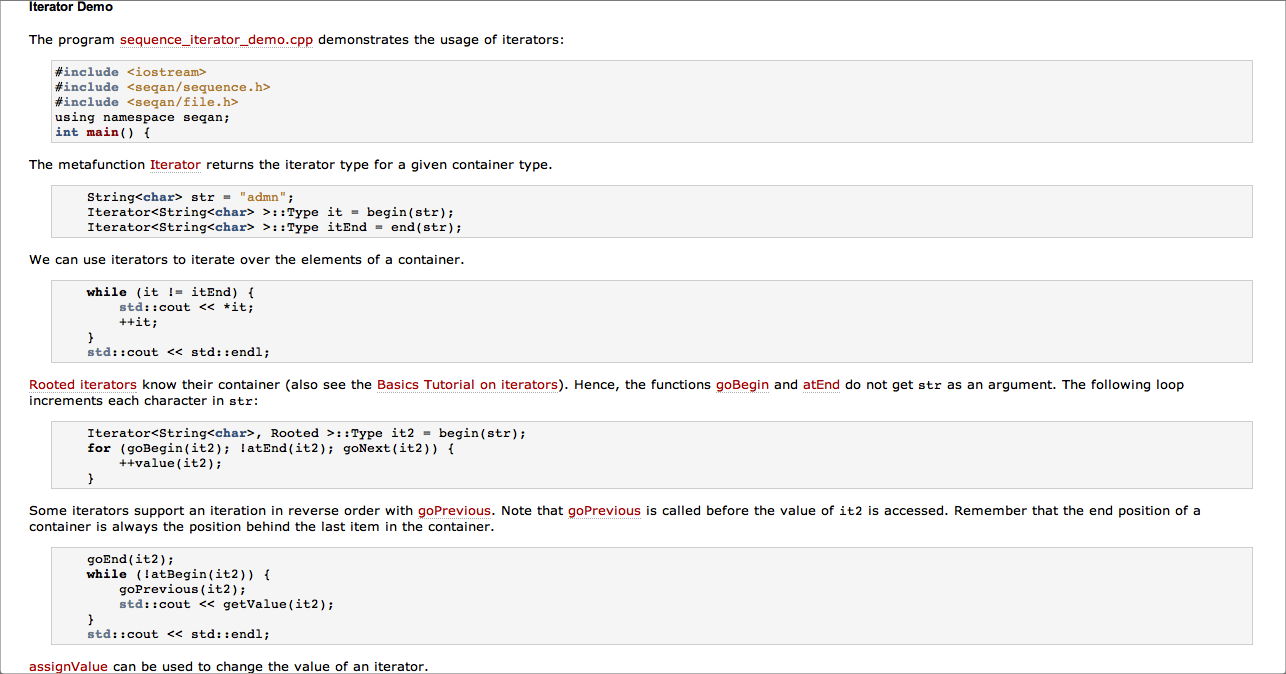 Iterator Demo
The program sequence_iterator_demo.cpp demonstrates the usage of iterators:
#include <iostream>
#include <seqan/sequence.h>
#include <seqan/file.h>
using namespace seqan;
int main() {
The metafunction Iterator returns the iterator type for a given container type.
    String<char> str = "admn";
    Iterator<String<char> >::Type it = begin(str);
    Iterator<String<char> >::Type itEnd = end(str);
We can use iterators to iterate over the elements of a container.
    while (it != itEnd) {
        std::cout << *it;
        ++it;
    }
    std::cout << std::endl;
Rooted iterators know their container (also see the Basics Tutorial on iterators). Hence, the functions goBegin and atEnd do not get str as an argument. The following loop
increments each character in str:
    Iterator<String<char>, Rooted >::Type it2 = begin(str);
    for (goBegin(it2); !atEnd(it2); goNext(it2)) {
        ++value(it2);
    }
Some iterators support an iteration in reverse order with goPrevious. Note that goPrevious is called before the value of it2 is accessed. Remember that the end position of a
container is always the position behind the last item in the container.
    goEnd(it2);
    while (!atBegin(it2)) {
        goPrevious(it2);
        std::cout << getValue(it2);
    }
    std::cout << std::endl;
assignValue can be used to change the value of an iterator.